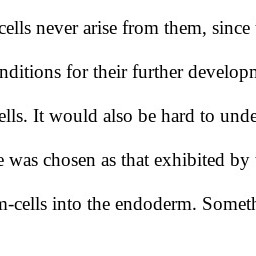 cells never arise from them, since
nditions for their further developn
ells. It would also be hard to unde
e was chosen as that exhibited by
m-cells into the endoderm. Someth